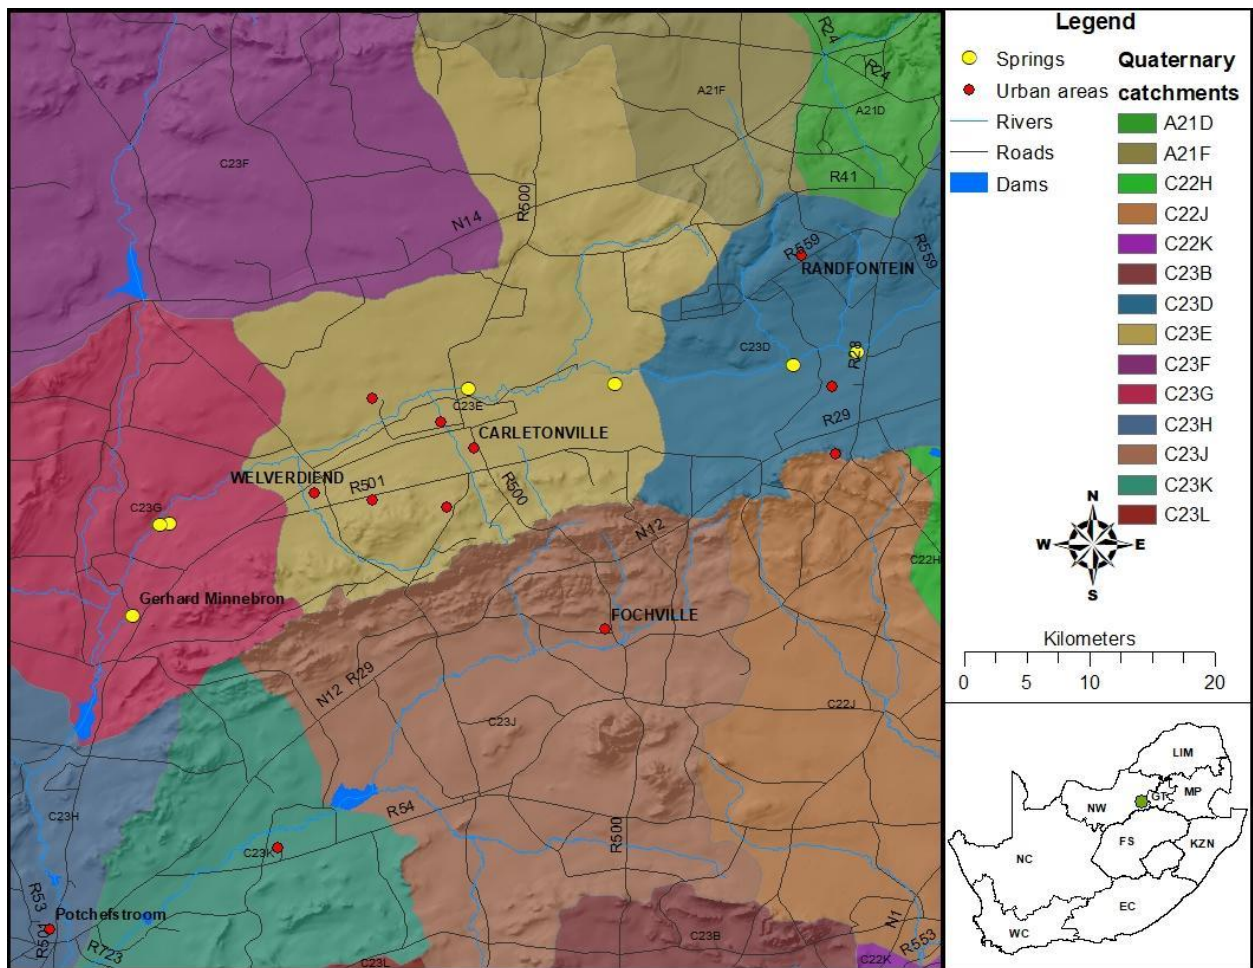 R24
R24
A21F
A21D
C23F
R41
R500
N14
R559
R559
RANDFONTEIN
C23D
R28
C23E
R29
CARLETONVILLE
WELVERDIEND
R501
R500
C23G
N12
C22H
Gerhard Minnebron
FOCHVILLE
N12 R29
C23J
C22J
R54
C23H
R500
C23K
R53
Potchefstroom
R501
R723
N1
R553
C23B
C23L
C22K
Legend
Springs
Urban areas
Rivers
Roads
Dams
Quaternary
catchments
A21D
A21F
C22H
C22J
C22K
C23B
C23D
C23E
C23F
C23G
C23H
C23J
C23K
C23L
N
W E
S
Kilometers
0 5 10 20
LIM
NW
GT
MP
FS
KZN
NC
EC
WC